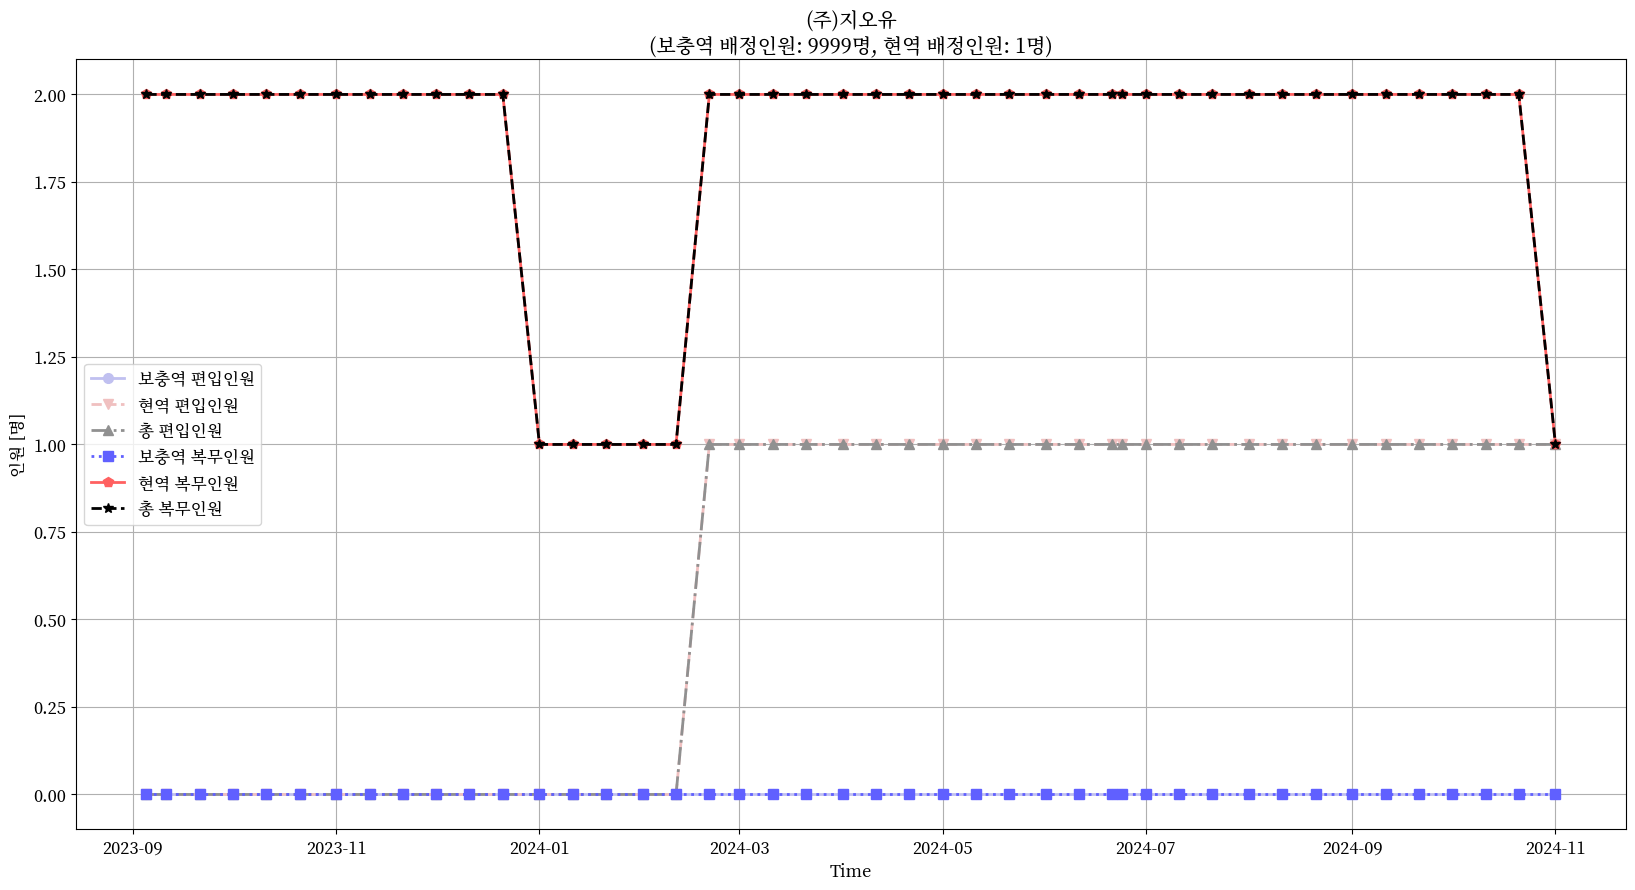 (주)지오유
(보충역 배정인원: 9999명, 현역 배정인원: 1명)
2.00
1.75
1.50
1.25
1.00
0.75
0.50
0.25
0.00
인원 [명]
보충역 편입인원
현역 편입인원
총 편입인원
보충역 복무인원
현역 복무인원
총 복무인원
2023-09 2023-11 2024-01 2024-03 2024-05 2024-07 2024-09 2024-11
Time